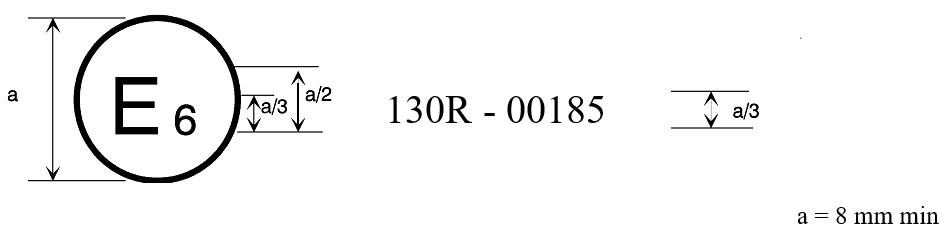 a
E 6
a/3
a/2
130R - 00185
a/3
a = 8 mm min